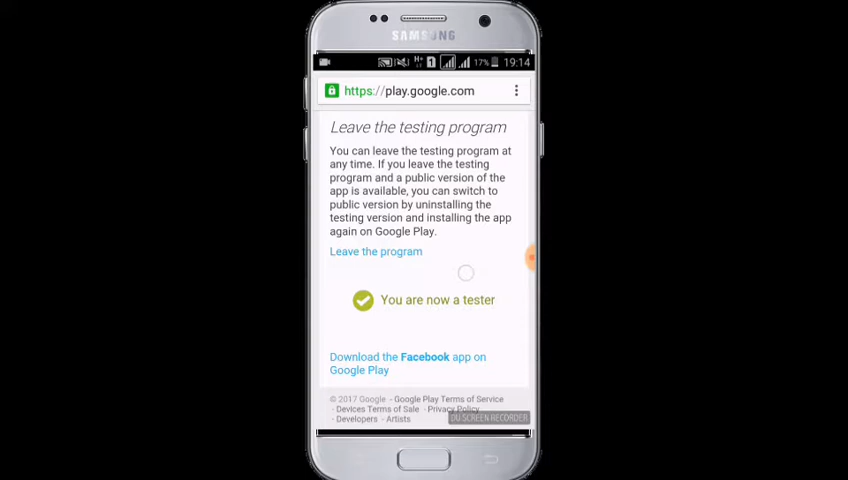 SAMSUNG
1 17% 19:14
https://play.google.com
Leave the testing program
You can leave the testing program at
any time. If you leave the testing
program and a public version of the
app is available, you can switch to
public version by uninstalling the
testing version and installing the app
again on Google Play.
Leave the program
You are now a tester
Download the Facebook app on
Google Play
© 2017 Google - Google Play Terms of Service
- Devices Terms of Sale - Privacy Policy
- Developers - Artists
DU SCREEN RECORDER